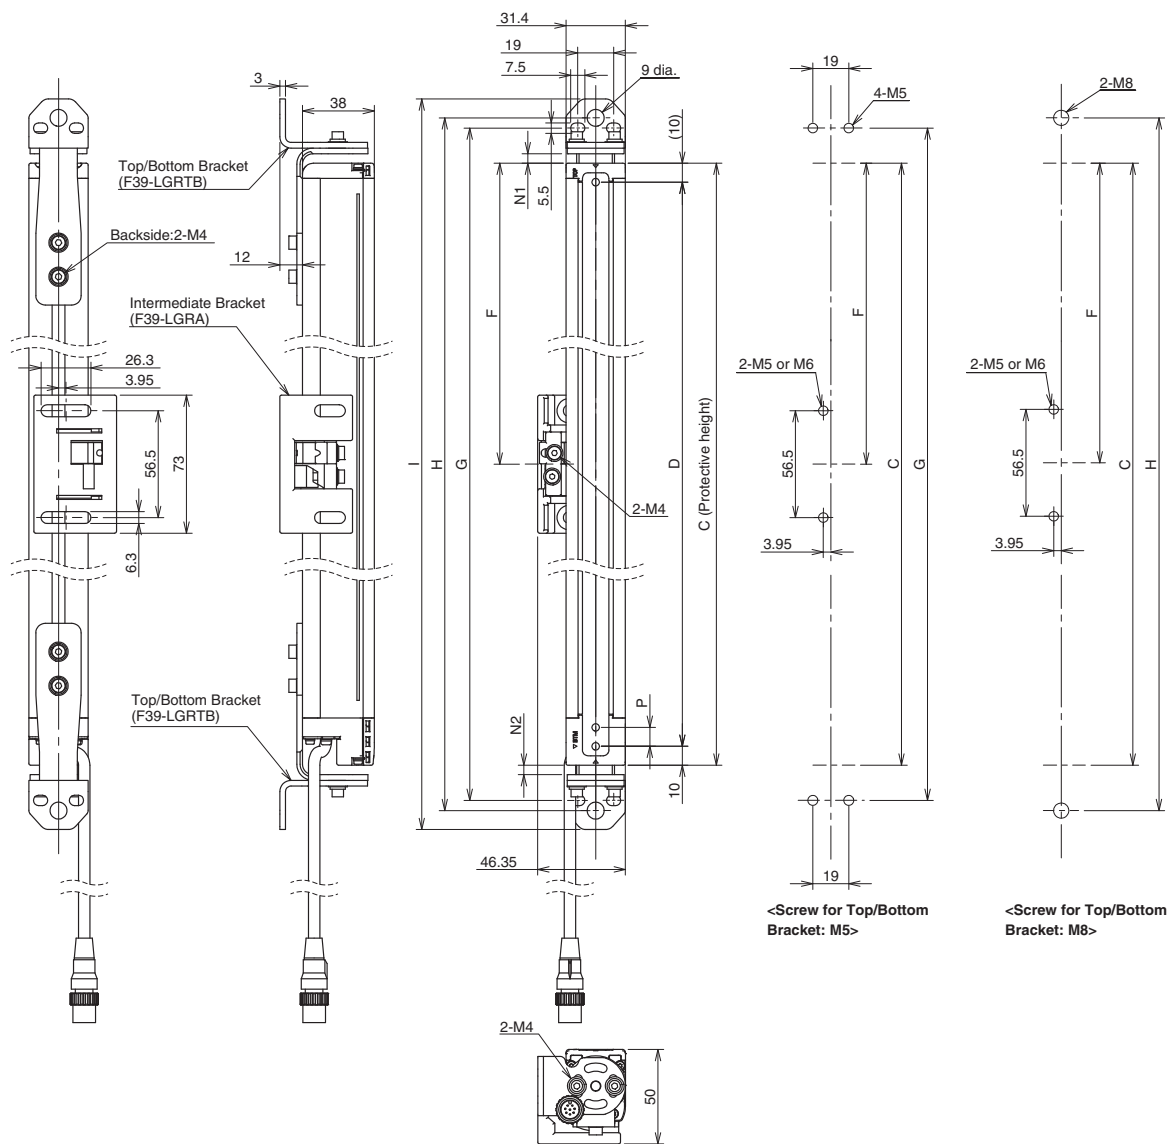 31.4
19
7.5
9 dia.
3
38
(10)
19
4-M5
2-M8
Top/Bottom Bracket
(F39-LGRTB)
N1
5.5
Backside:2-M4
12
Intermediate Bracket
(F39-LGRA)
F
F
F
26.3
3.95
2-M5 or M6
2-M5 or M6
56.5
73
6.3
I
H
G
D
C (Protective height)
2-M4
56.5
3.95
C
G
56.5
3.95
C
H
Top/Bottom Bracket
(F39-LGRTB)
N2
P
10
46.35
19
<Screw for Top/Bottom
Bracket: M5>
<Screw for Top/Bottom
Bracket: M8>
2-M4
50